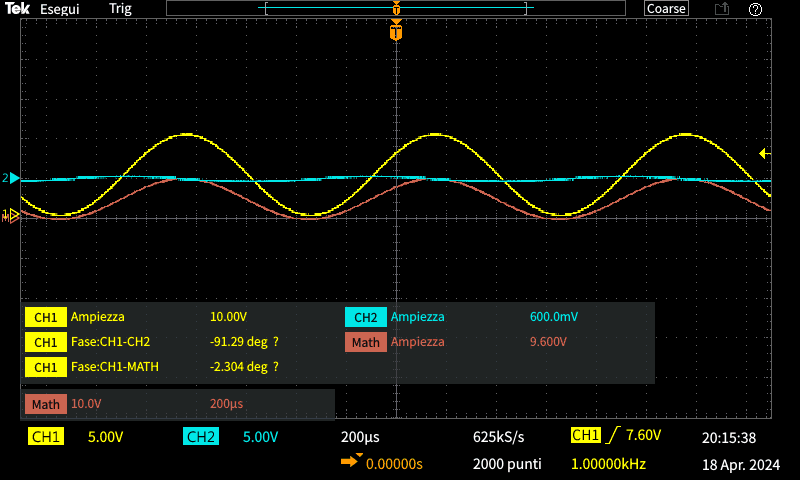 Tek Esegui Trig T Coarse ?
T
2
1
M
CH1 Ampiezza 10.00V CH2 Ampiezza 600.0mV
CH1 Fase:CH1-CH2 -91.29 deg ? Math Ampiezza 9.600V
CH1 Fase:CH1-MATH -2.304 deg ?
Math 10.0V 200µs
CH1 5.00V CH2 5.00V 200µs 625kS/s CH1 7.60V 20:15:38
0.00000s 2000 punti 1.00000kHz 18 Apr. 2024